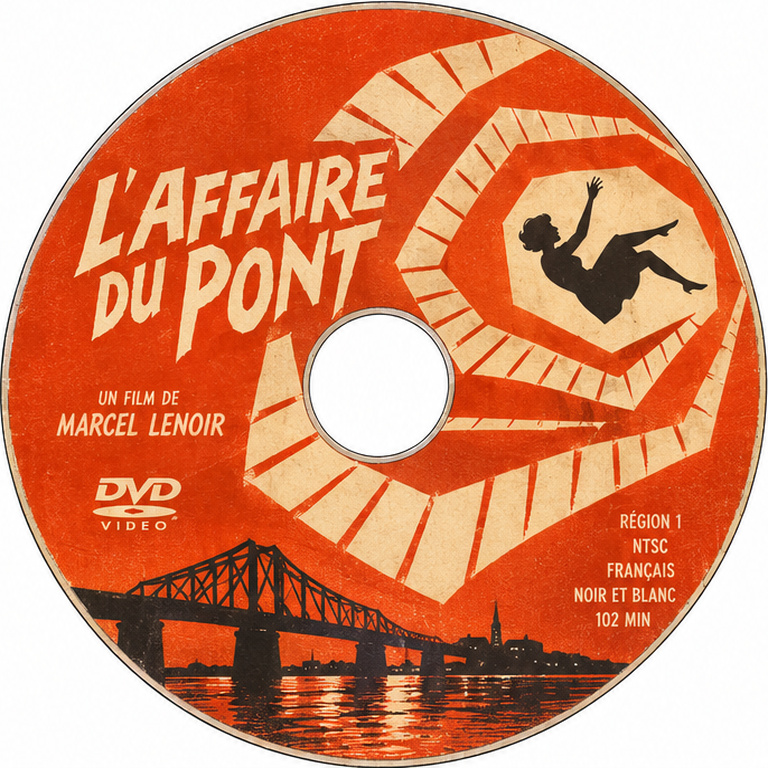 L'AFFAIRE
DU PONT
UN FILM DE
MARCEL LENOIR
DVD
VIDEO
RÉGION 1
NTSC
FRANÇAIS
NOIR ET BLANC
102 MIN